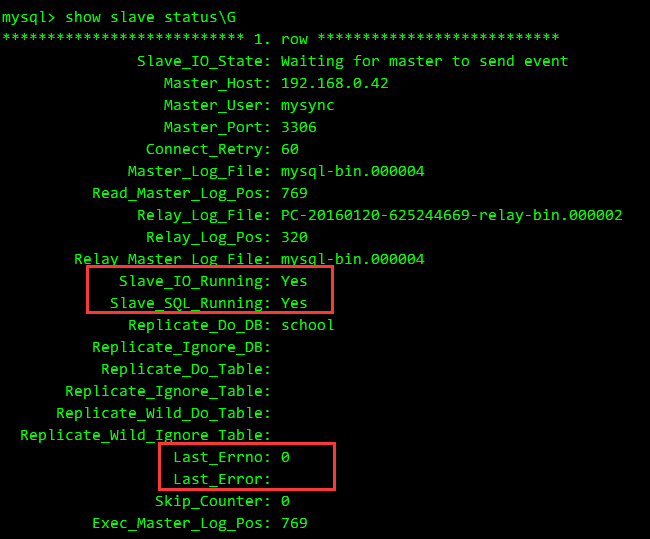 mysql> show slave status\G
*************************** 1. row ***************************
Slave_IO_State: Waiting for master to send event
Master_Host: 192.168.0.42
Master_User: mysync
Master_Port: 3306
Connect_Retry: 60
Master_Log_File: mysql-bin.000004
Read_Master_Log_Pos: 769
Relay_Log_File: PC-20160120-625244669-relay-bin.000002
Relay_Log_Pos: 320
Relay_Master_Log_File: mysql-bin.000004
Slave_IO_Running: Yes
Slave_SQL_Running: Yes
Replicate_Do_DB: school
Replicate_Ignore_DB:
Replicate_Do_Table:
Replicate_Ignore_Table:
Replicate_Wild_Do_Table:
Replicate_Wild_Ignore_Table:
Last_Errno: 0
Last_Error:
Skip_Counter: 0
Exec_Master_Log_Pos: 769